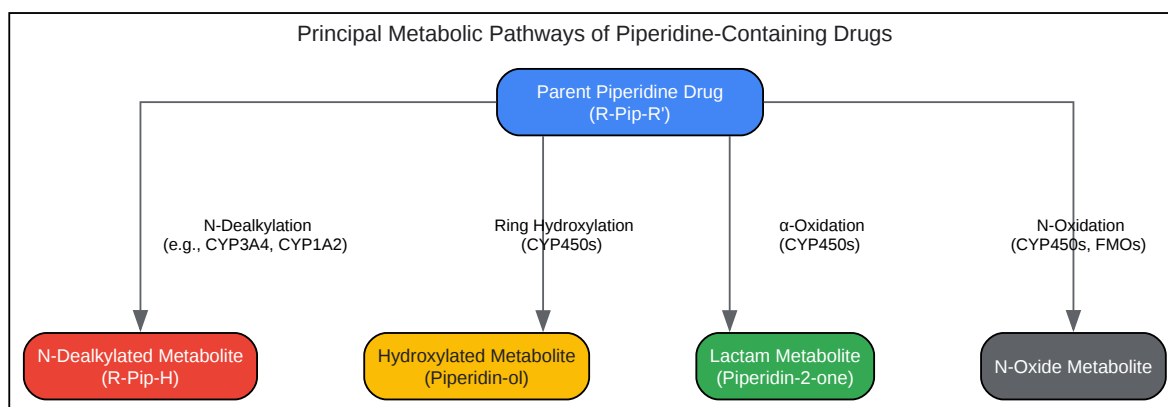 Principal Metabolic Pathways of Piperidine-Containing Drugs
Parent Piperidine Drug
(R-Pip-R')
N-Dealkylation
(e.g., CYP3A4, CYP1A2)
Ring Hydroxylation
(CYP450s)
α-Oxidation
(CYP450s)
N-Oxidation
(CYP450s, FMOs)
N-Dealkylated Metabolite
(R-Pip-H)
Hydroxylated Metabolite
(Piperidin-ol)
Lactam Metabolite
(Piperidin-2-one)
N-Oxide Metabolite